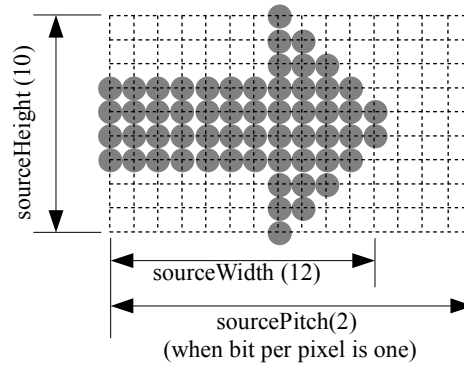 sourceHeight (10)
sourceWidth (12)
sourcePitch(2)
(when bit per pixel is one)